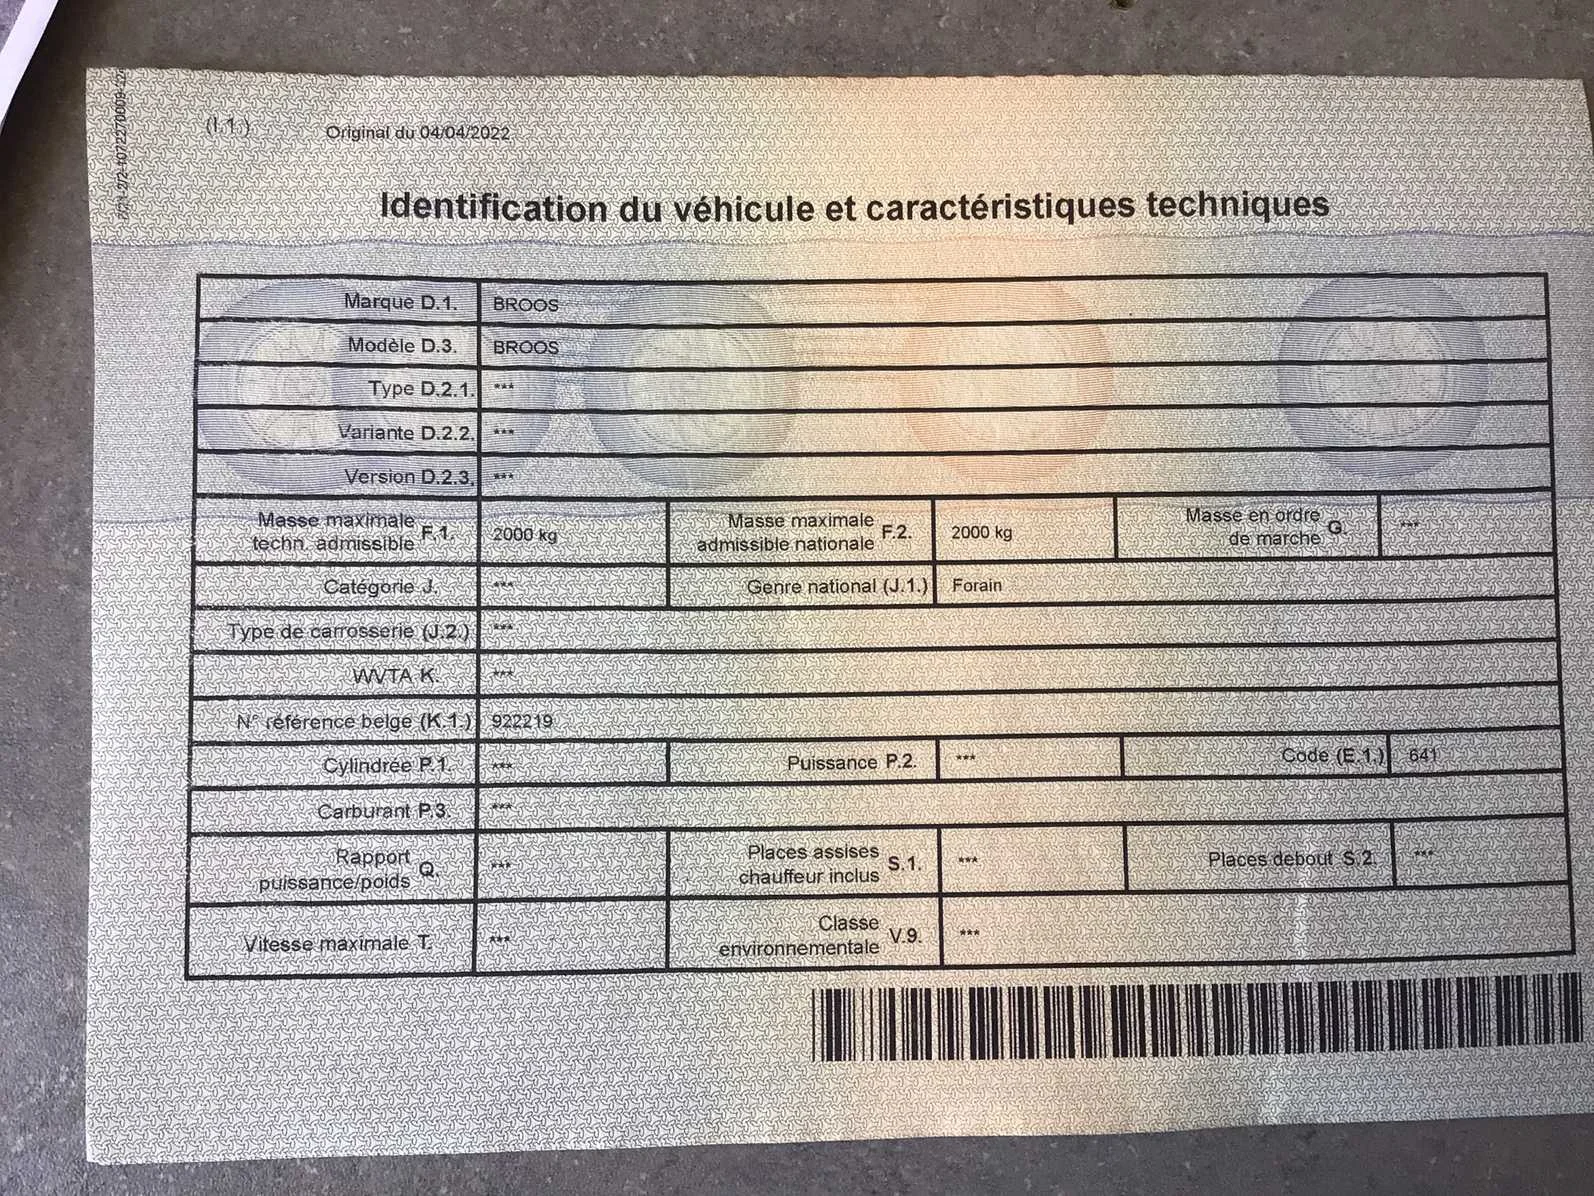 (I.1.) Original du 04/04/2022
Identification du véhicule et caractéristiques techniques
Marque D.1. BROOS
Modèle D.3. BROOS
Type D.2.1. ***
Variante D.2.2. ***
Version D.2.3. ***
Masse maximale techn. admissible F.1. 2000 kg Masse maximale admissible nationale F.2. 2000 kg Masse en ordre de marche G. ***
Catégorie J. *** Genre national (J.1.) Forain
Type de carrosserie (J.2.) ***
WVTA K. ***
N° référence belge (K.1.) 922219
Cylindrée P.1. *** Puissance P.2. *** Code (E.1.) 641
Carburant P.3. ***
Rapport puissance/poids Q. *** Places assises chauffeur inclus S.1. *** Places debout S.2. ***
Vitesse maximale T. *** Classe environnementale V.9. ***